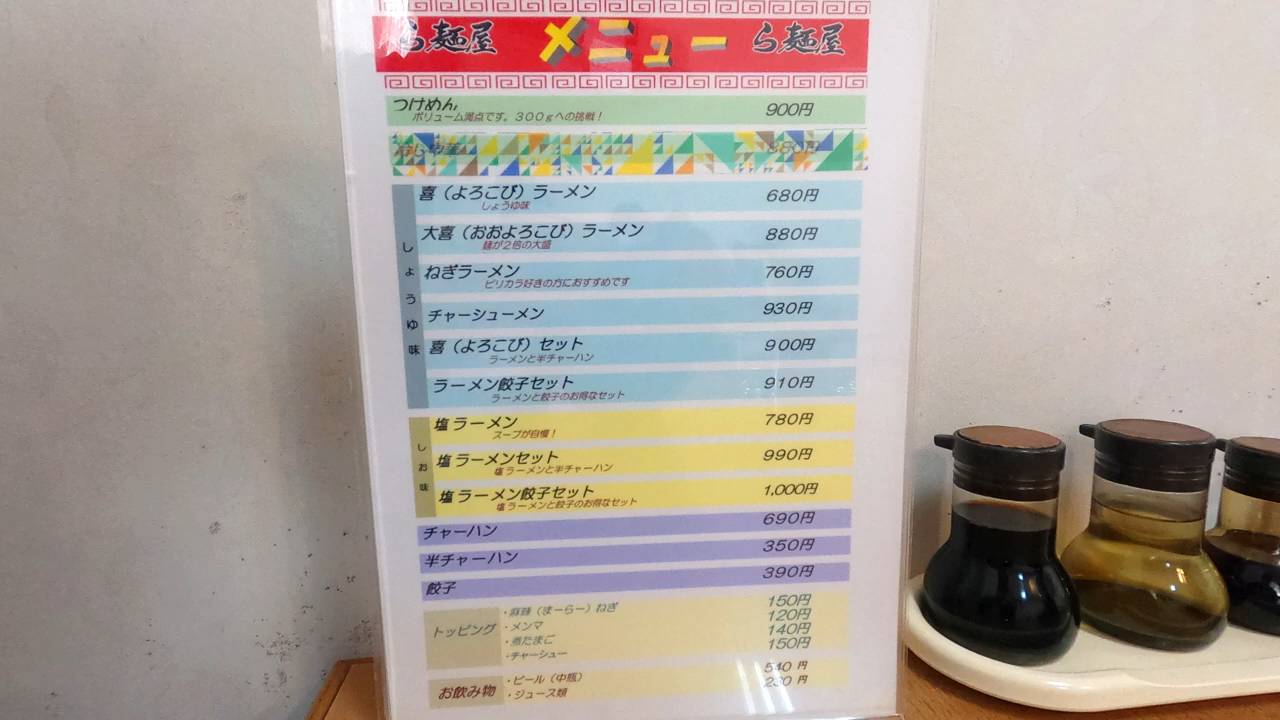 ら麺屋 メニュー ら麺屋
つけめん 900円
ボリューム満点です。300gへの挑戦！
冷し中華 880円
しょうゆ味
喜（よろこび）ラーメン 680円
しょうゆ味
大喜（おおよろこび）ラーメン 880円
麺が2倍の大盛
ねぎラーメン 760円
ピリカラ好きの方におすすめです
チャーシューメン 930円
喜（よろこび）セット 900円
ラーメンと半チャーハン
ラーメン餃子セット 910円
ラーメンと餃子のお得なセット
しお味
塩ラーメン 780円
スープが自慢！
塩ラーメンセット 990円
塩ラーメンと半チャーハン
塩ラーメン餃子セット 1,000円
塩ラーメンと餃子のお得なセット
チャーハン 690円
半チャーハン 350円
餃子 390円
トッピング
・麻辣（まーらー）ねぎ 150円
・メンマ 120円
・煮たまご 140円
・チャーシュー 150円
お飲み物
・ビール（中瓶） 540円
・ジュース類 230円